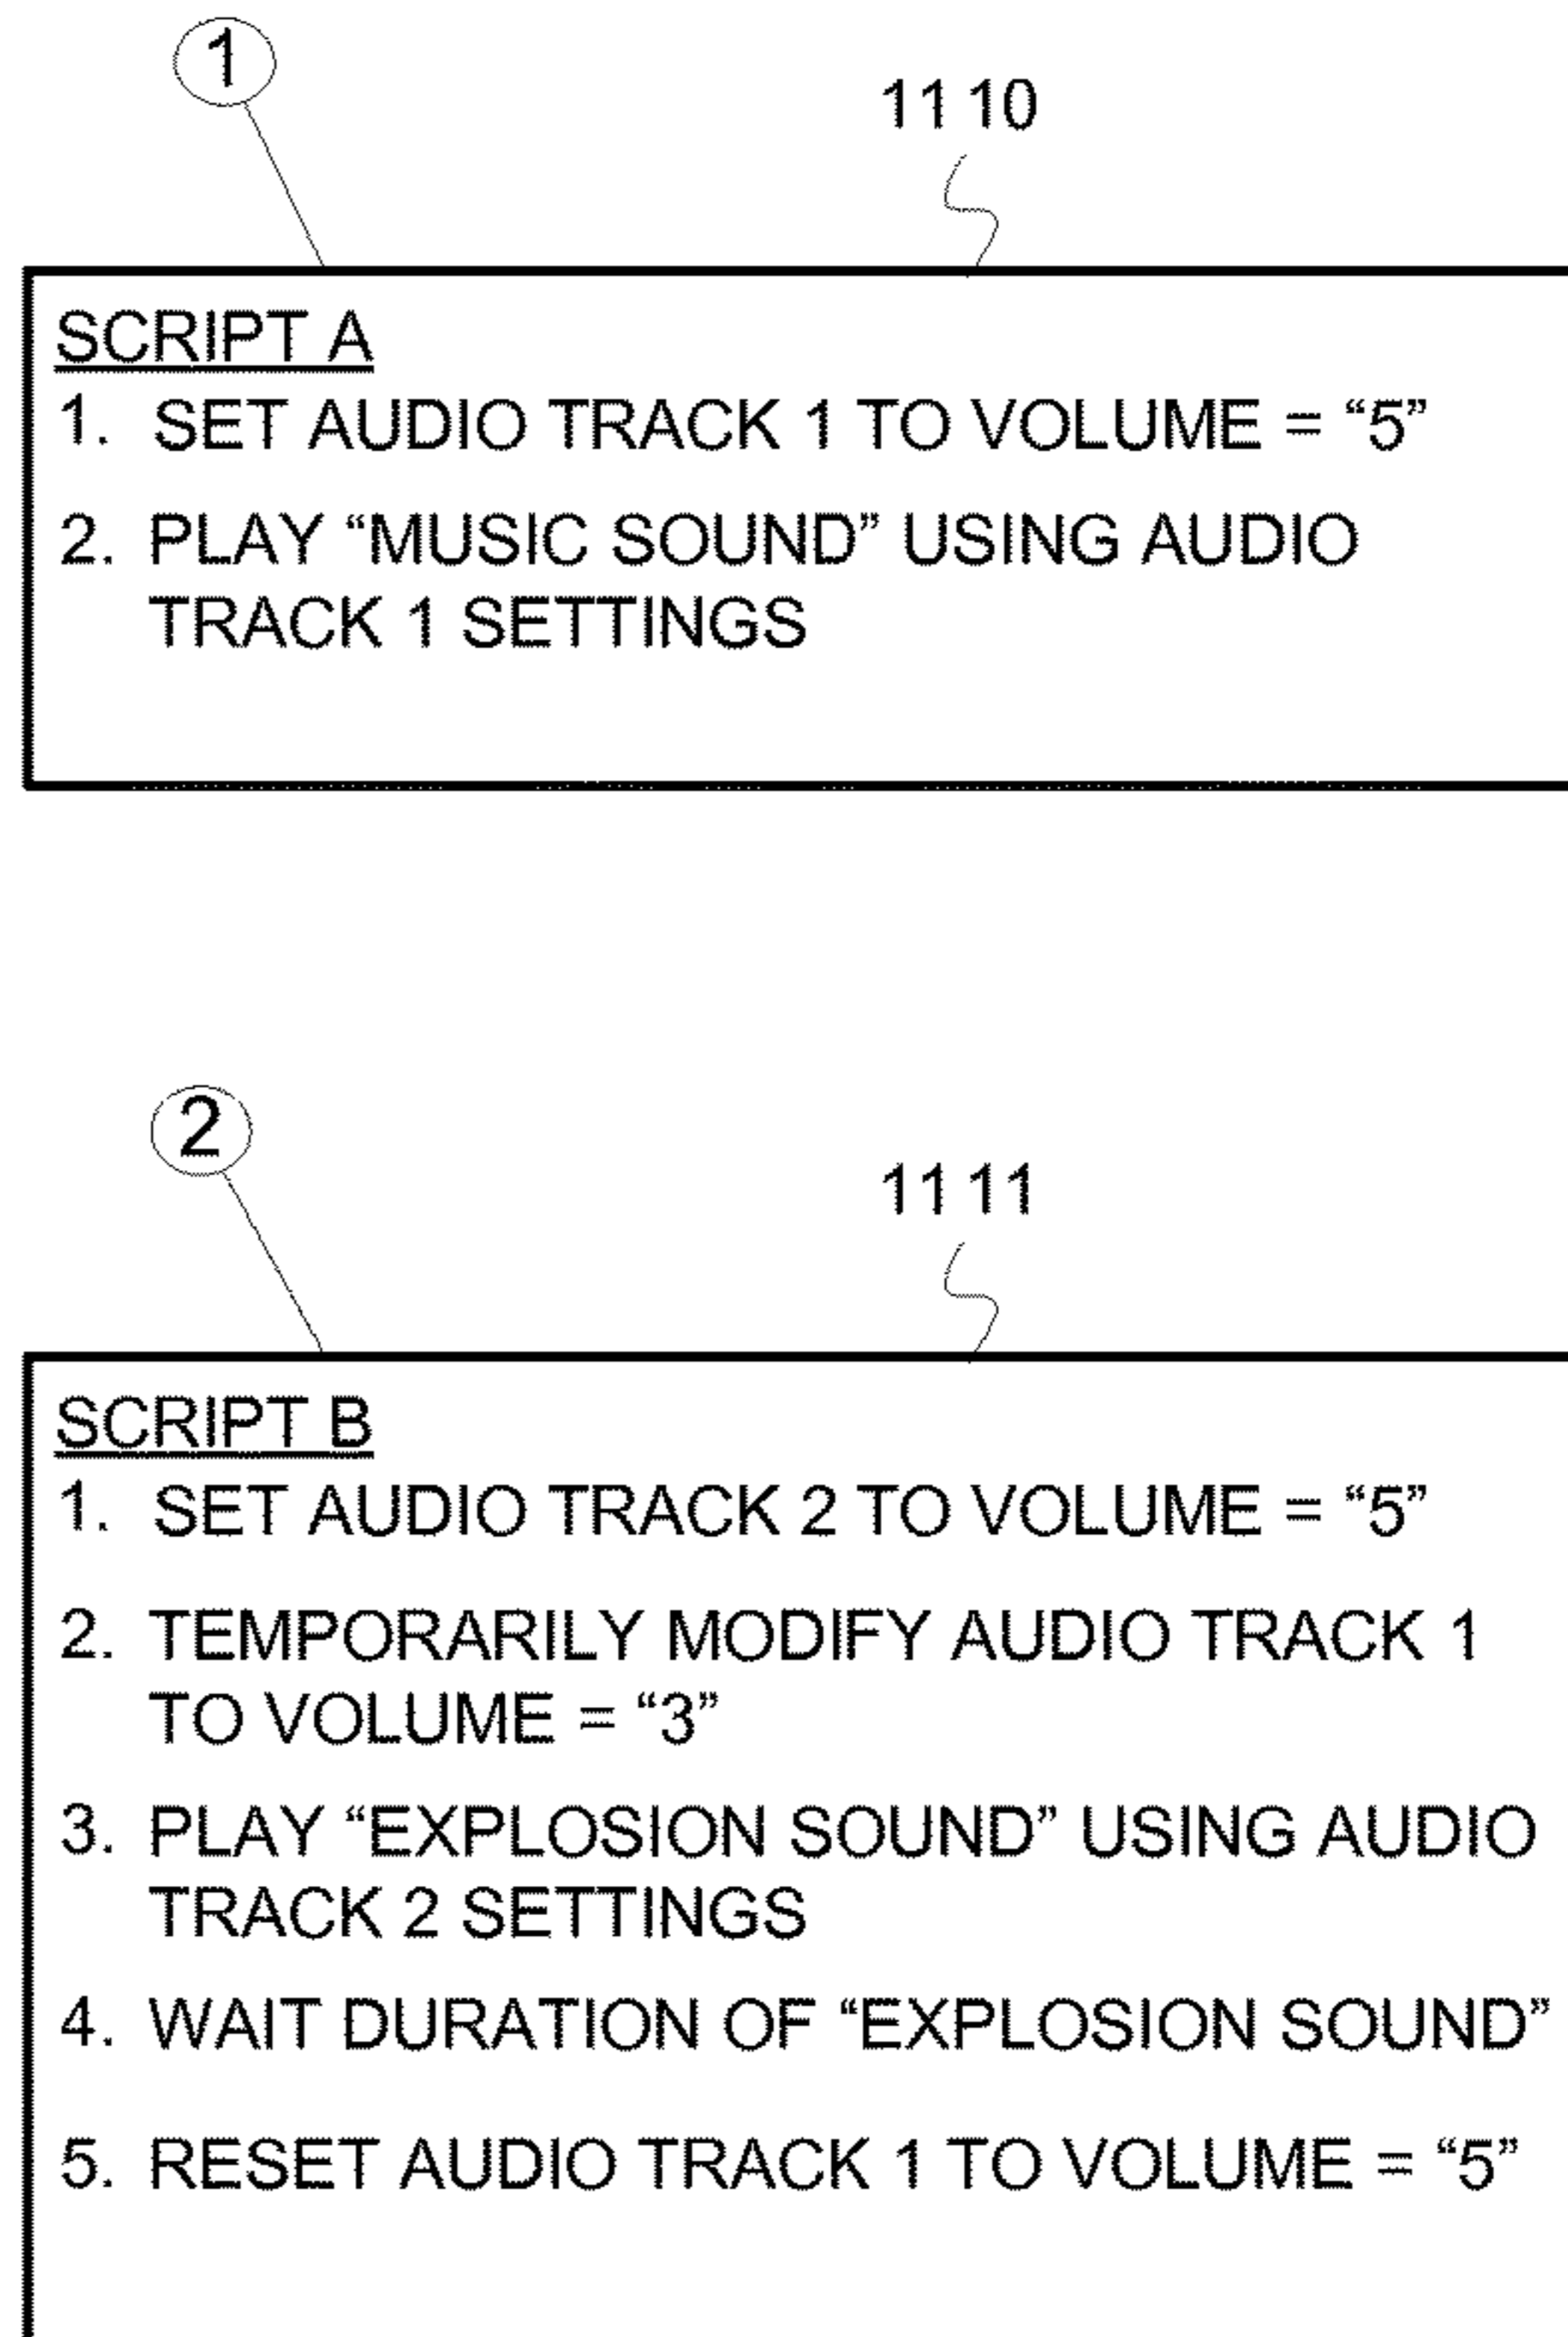 1
1110
SCRIPT A
1. SET AUDIO TRACK 1 TO VOLUME = “5”
2. PLAY “MUSIC SOUND” USING AUDIO
TRACK 1 SETTINGS
2
1111
SCRIPT B
1. SET AUDIO TRACK 2 TO VOLUME = “5”
2. TEMPORARILY MODIFY AUDIO TRACK 1
TO VOLUME = “3”
3. PLAY “EXPLOSION SOUND” USING AUDIO
TRACK 2 SETTINGS
4. WAIT DURATION OF “EXPLOSION SOUND”
5. RESET AUDIO TRACK 1 TO VOLUME = “5”